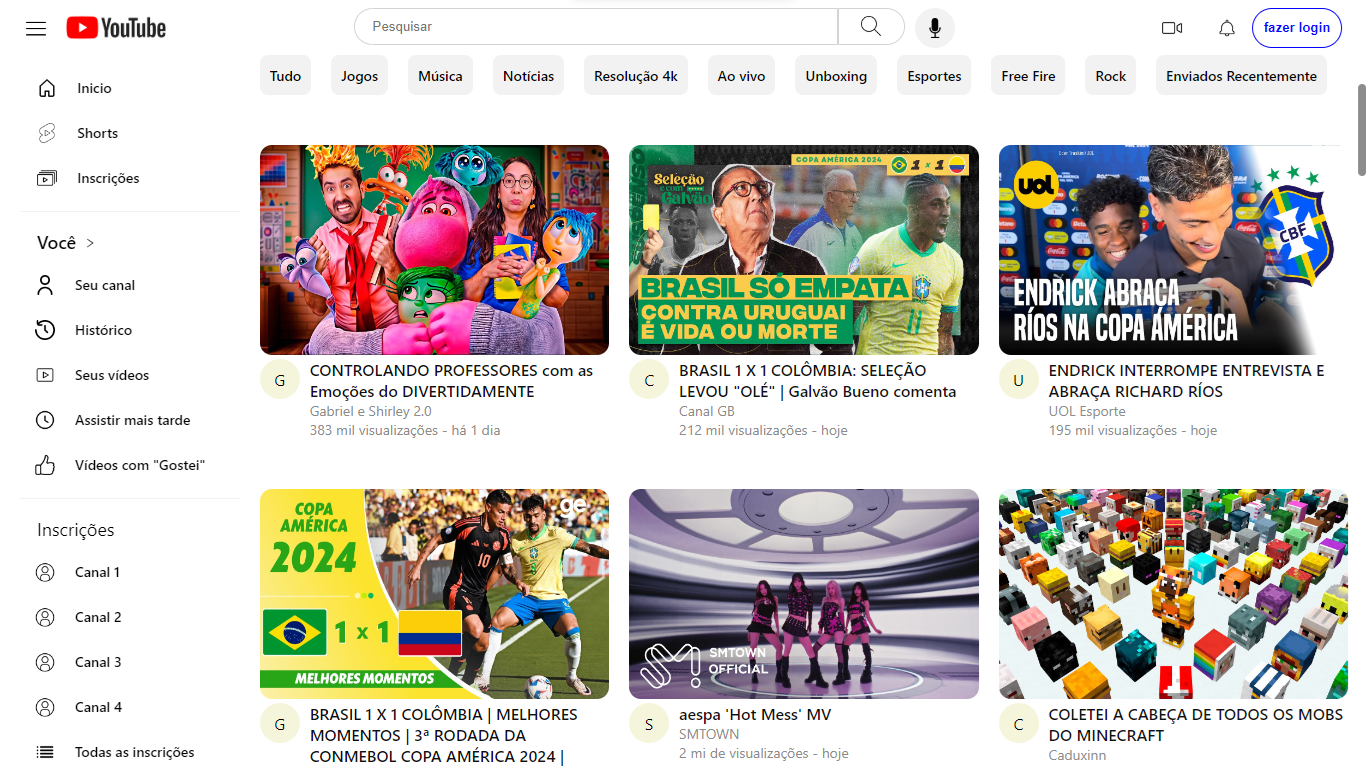 YouTube
Pesquisar
fazer login
Tudo
Jogos
Música
Notícias
Resolução 4k
Ao vivo
Unboxing
Esportes
Free Fire
Rock
Enviados Recentemente
Inicio
Shorts
Inscrições
Você >
Seu canal
Histórico
Seus vídeos
Assistir mais tarde
Vídeos com "Gostei"
Inscrições
Canal 1
Canal 2
Canal 3
Canal 4
Todas as inscrições
G
CONTROLANDO PROFESSORES com as
Emoções do DIVERTIDAMENTE
Gabriel e Shirley 2.0
383 mil visualizações - há 1 dia
COPA AMÉRICA 2024
1 x 1
Seleção
e com
Galvão
BRASIL SÓ EMPATA
CONTRA URUGUAI
É VIDA OU MORTE
11
C
BRASIL 1 X 1 COLÔMBIA: SELEÇÃO
LEVOU "OLÉ" | Galvão Bueno comenta
Canal GB
212 mil visualizações - hoje
UOL
CBF
ENDRICK ABRAÇA
RÍOS NA COPA AMÉRICA
U
ENDRICK INTERROMPE ENTREVISTA E
ABRAÇA RICHARD RÍOS
UOL Esporte
195 mil visualizações - hoje
COPA
AMÉRICA
2024
ge
10
1 x 1
MELHORES MOMENTOS
G
BRASIL 1 X 1 COLÔMBIA | MELHORES
MOMENTOS | 3ª RODADA DA
CONMEBOL COPA AMÉRICA 2024 |
SMTOWN
OFFICIAL
S
aespa 'Hot Mess' MV
SMTOWN
2 mi de visualizações - hoje
C
COLETEI A CABEÇA DE TODOS OS MOBS
DO MINECRAFT
Caduxinn